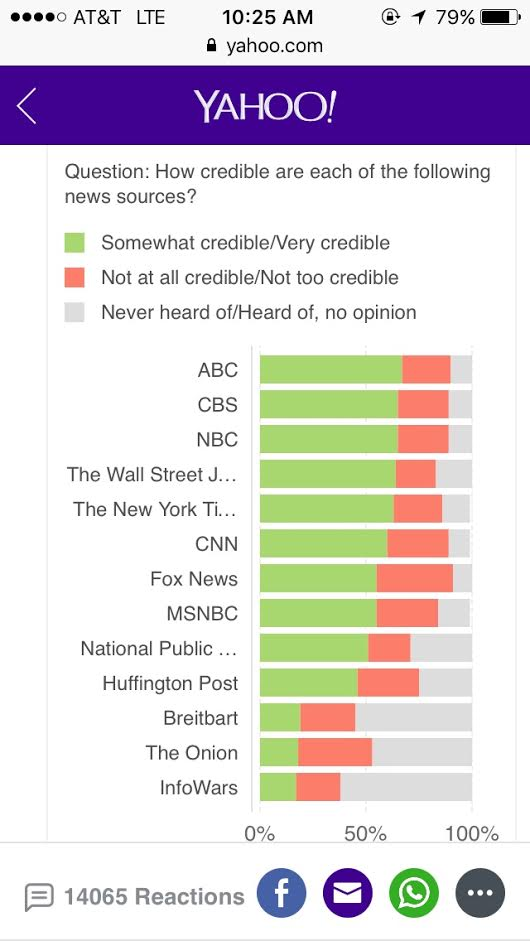 AT&T LTE 10:25 AM 79%
yahoo.com
YAHOO!
Question: How credible are each of the following
news sources?
Somewhat credible/Very credible
Not at all credible/Not too credible
Never heard of/Heard of, no opinion
ABC
CBS
NBC
The Wall Street J...
The New York Ti...
CNN
Fox News
MSNBC
National Public ...
Huffington Post
Breitbart
The Onion
InfoWars
0% 50% 100%
14065 Reactions f